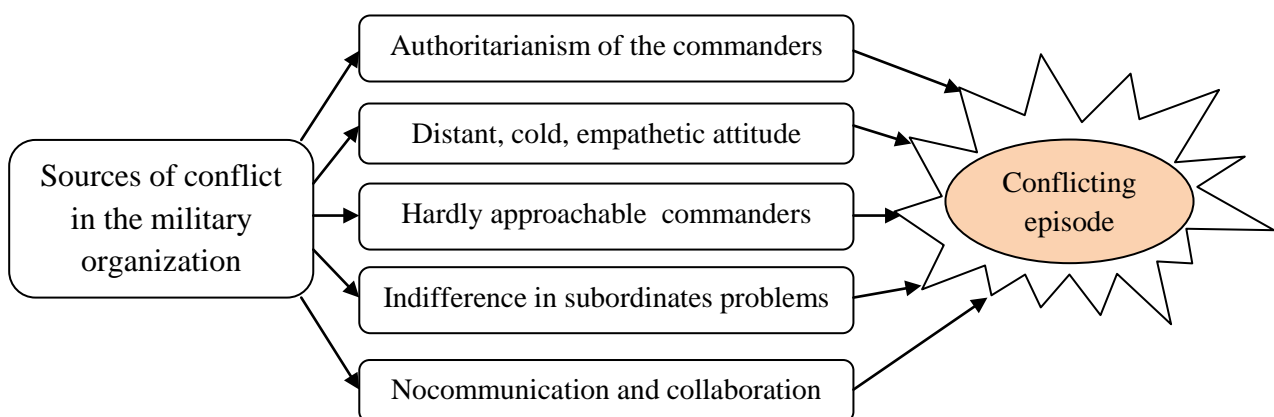 Sources of conflict
in the military
organization
Authoritarianism of the commanders
Distant, cold, empathetic attitude
Hardly approachable commanders
Indifference in subordinates problems
Nocommunication and collaboration
Conflicting
episode